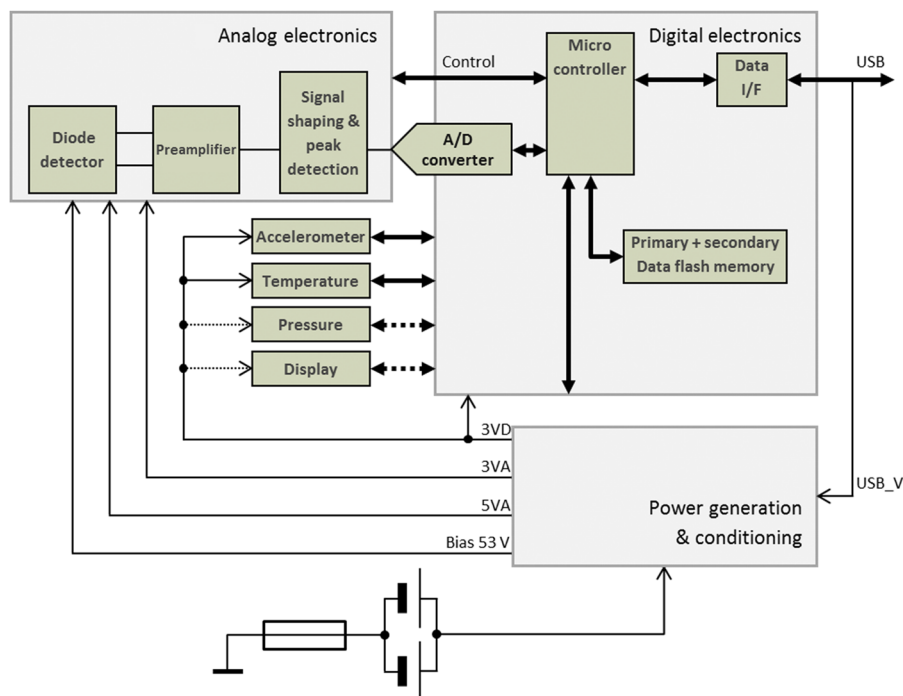 Analog electronics
Digital electronics
Diode
detector
Preamplifier
Signal
shaping &
peak
detection
Control
A/D
converter
Micro
controller
Data
I/F
USB
Accelerometer
Temperature
Pressure
Display
Primary + secondary
Data flash memory
3VD
3VA
5VA
Bias 53 V
USB_V
Power generation
& conditioning